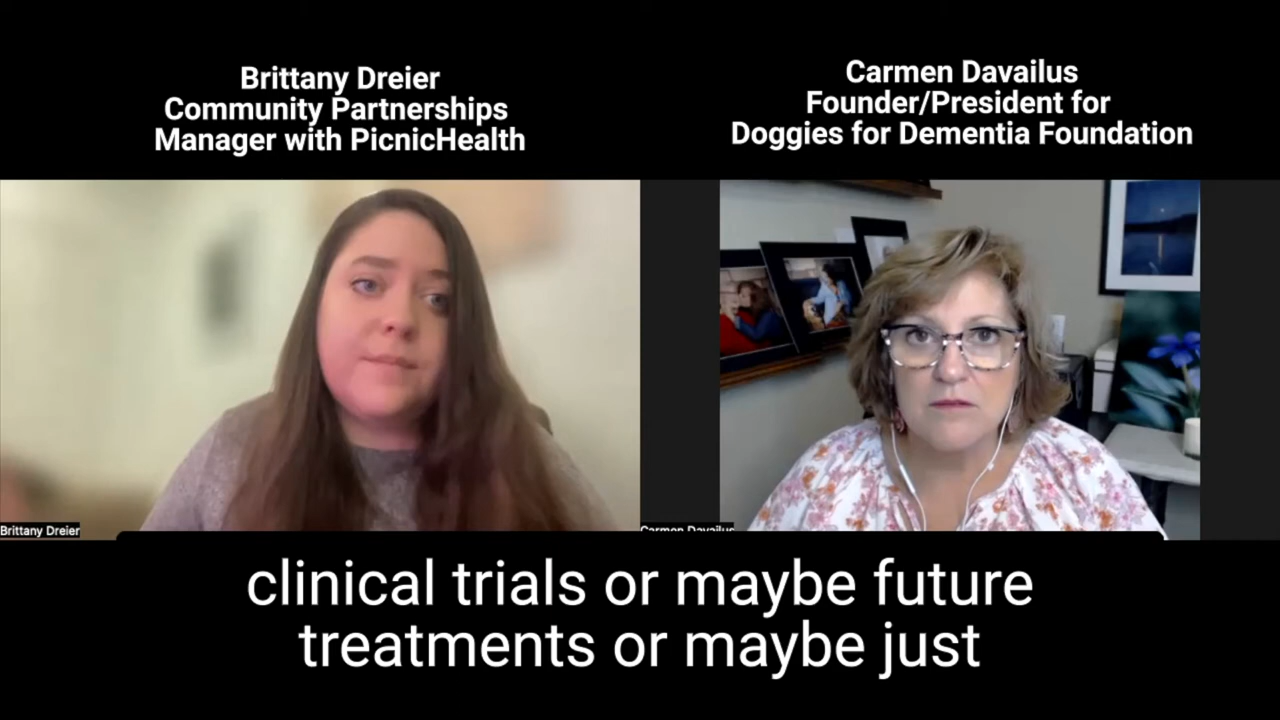 Brittany Dreier
Community Partnerships
Manager with PicnicHealth
Carmen Davailus
Founder/President for
Doggies for Dementia Foundation
Brittany Dreier
Carmen Davailus
clinical trials or maybe future
treatments or maybe just